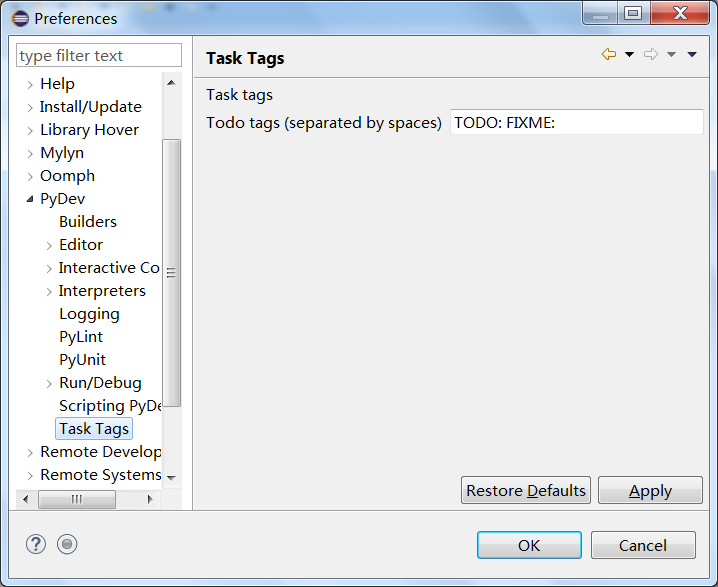 Preferences
type filter text
Help
Install/Update
Library Hover
Mylyn
Oomph
PyDev
Builders
Editor
Interactive Co
Interpreters
Logging
PyLint
PyUnit
Run/Debug
Scripting PyDe
Task Tags
Remote Develop
Remote Systems
Task Tags
Task tags
Todo tags (separated by spaces) TODO: FIXME:
Restore Defaults Apply
OK Cancel